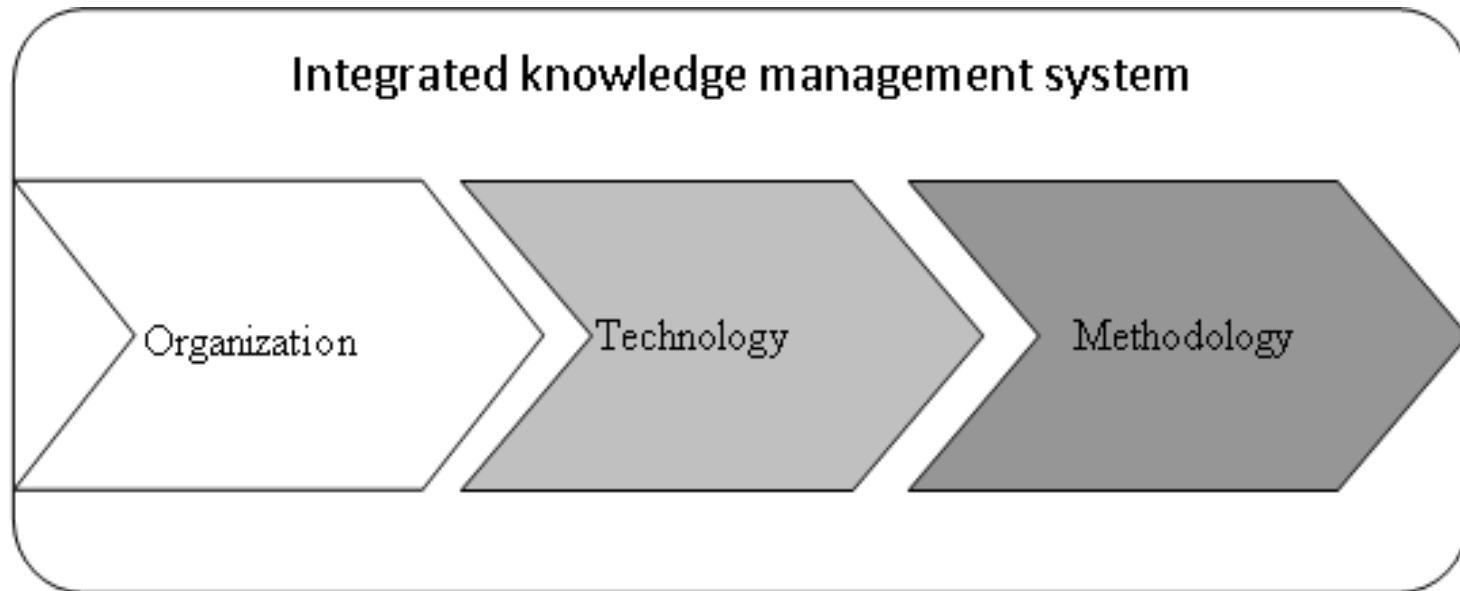 Integrated knowledge management system
Organization
Technology
Methodology